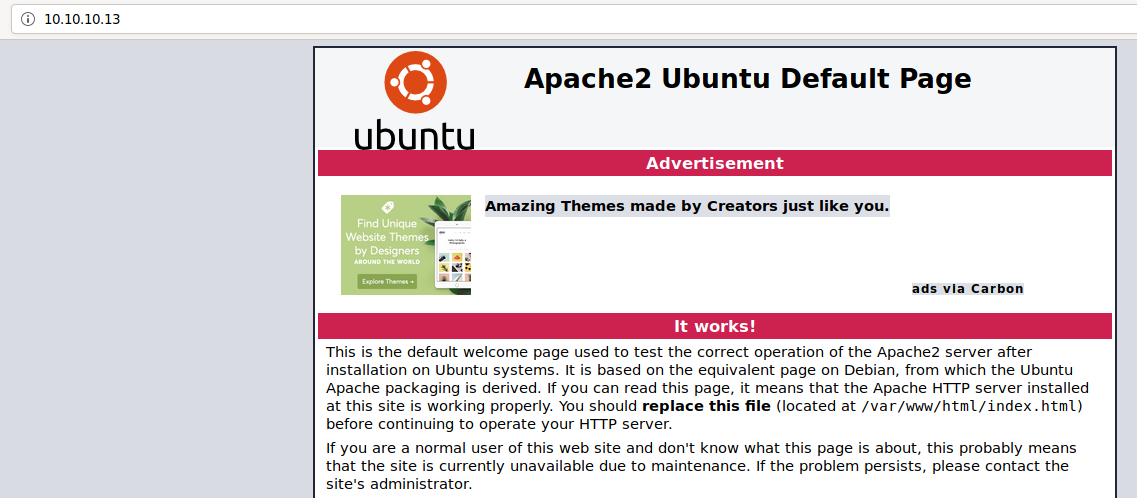 10.10.10.13
Apache2 Ubuntu Default Page
ubuntu
Advertisement
Find Unique
Website Themes
by Designers
AROUND THE WORLD
Explore Themes →
Amazing Themes made by Creators just like you.
ads via Carbon
It works!
This is the default welcome page used to test the correct operation of the Apache2 server after
installation on Ubuntu systems. It is based on the equivalent page on Debian, from which the Ubuntu
Apache packaging is derived. If you can read this page, it means that the Apache HTTP server installed
at this site is working properly. You should replace this file (located at /var/www/html/index.html)
before continuing to operate your HTTP server.
If you are a normal user of this web site and don't know what this page is about, this probably means
that the site is currently unavailable due to maintenance. If the problem persists, please contact the
site's administrator.